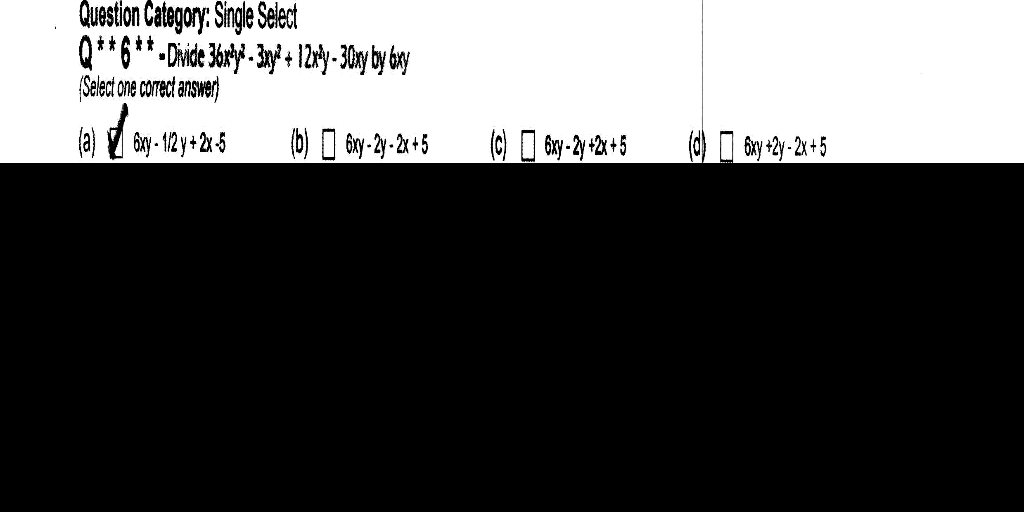 Question Category: Single Select
Q**6** - Divide 36x²y² - 3xy² + 12x²y - 30xy by 6xy
(Select one correct answer)
(a) 6xy - 1/2 y + 2x -5 (b) 6xy - 2y - 2x + 5 (c) 6xy - 2y +2x + 5 (d) 6xy +2y - 2x + 5